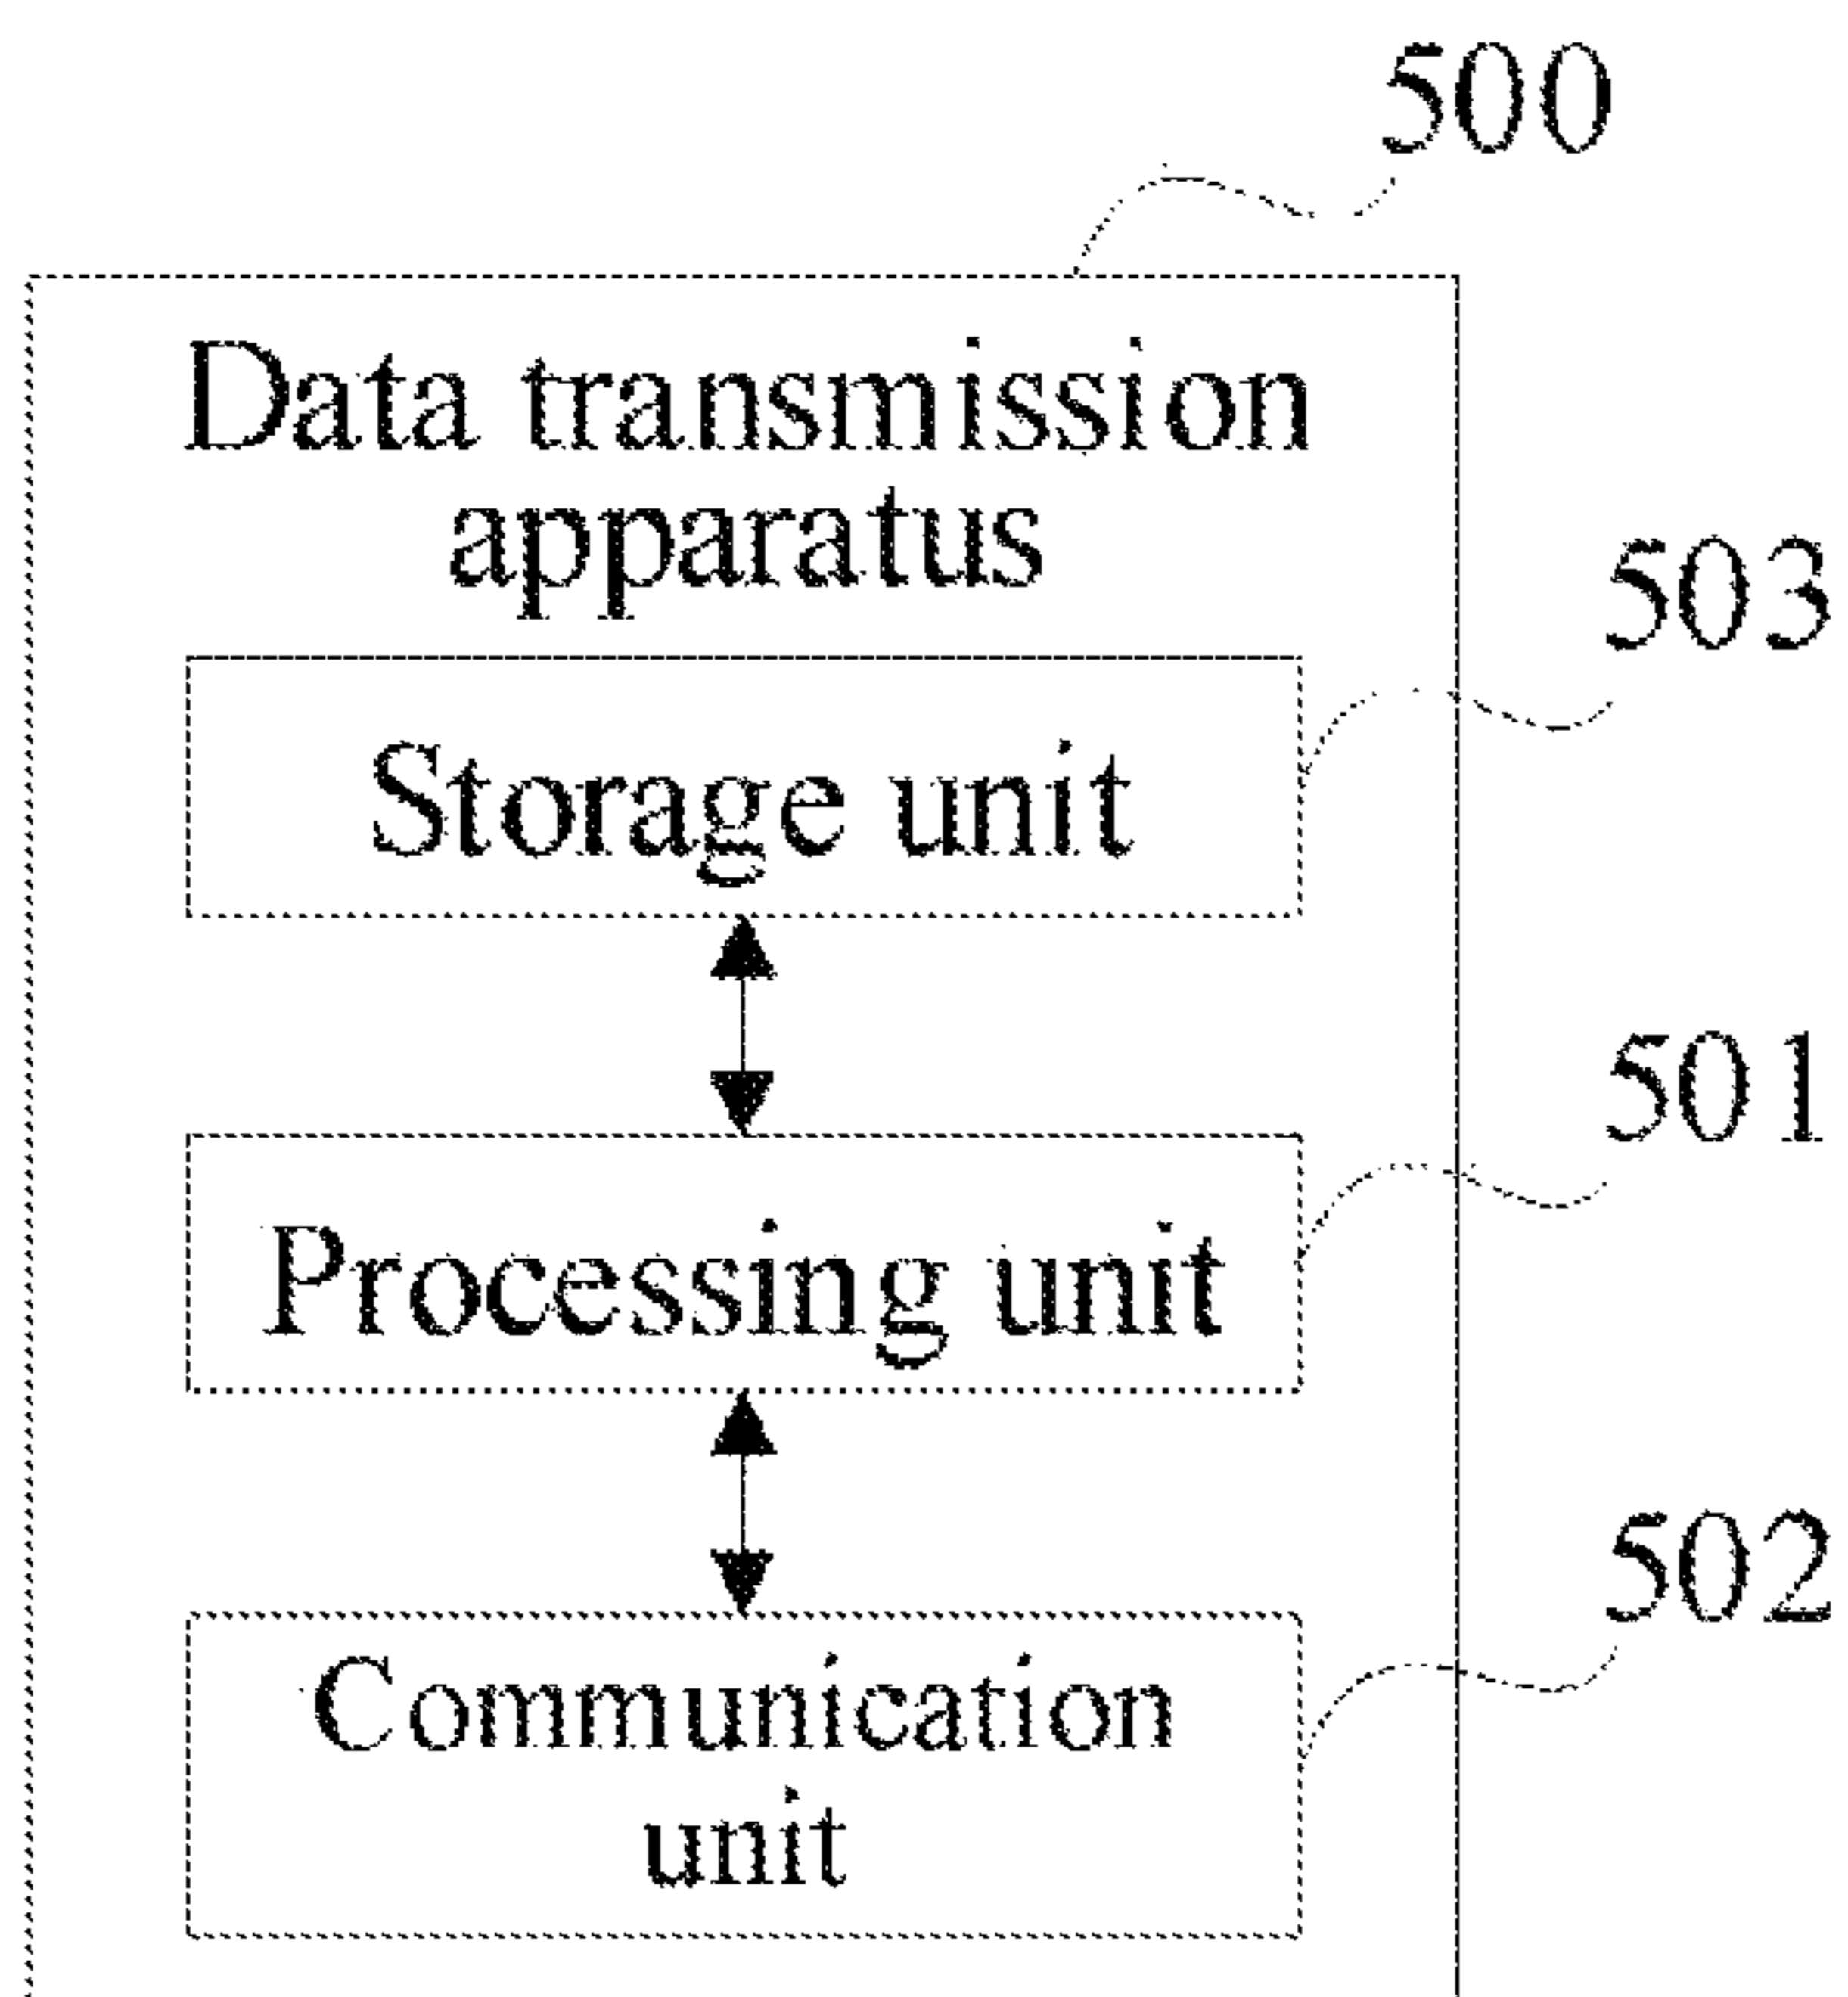 500
Data transmission
apparatus
503
Storage unit
501
Processing unit
502
Communication
unit